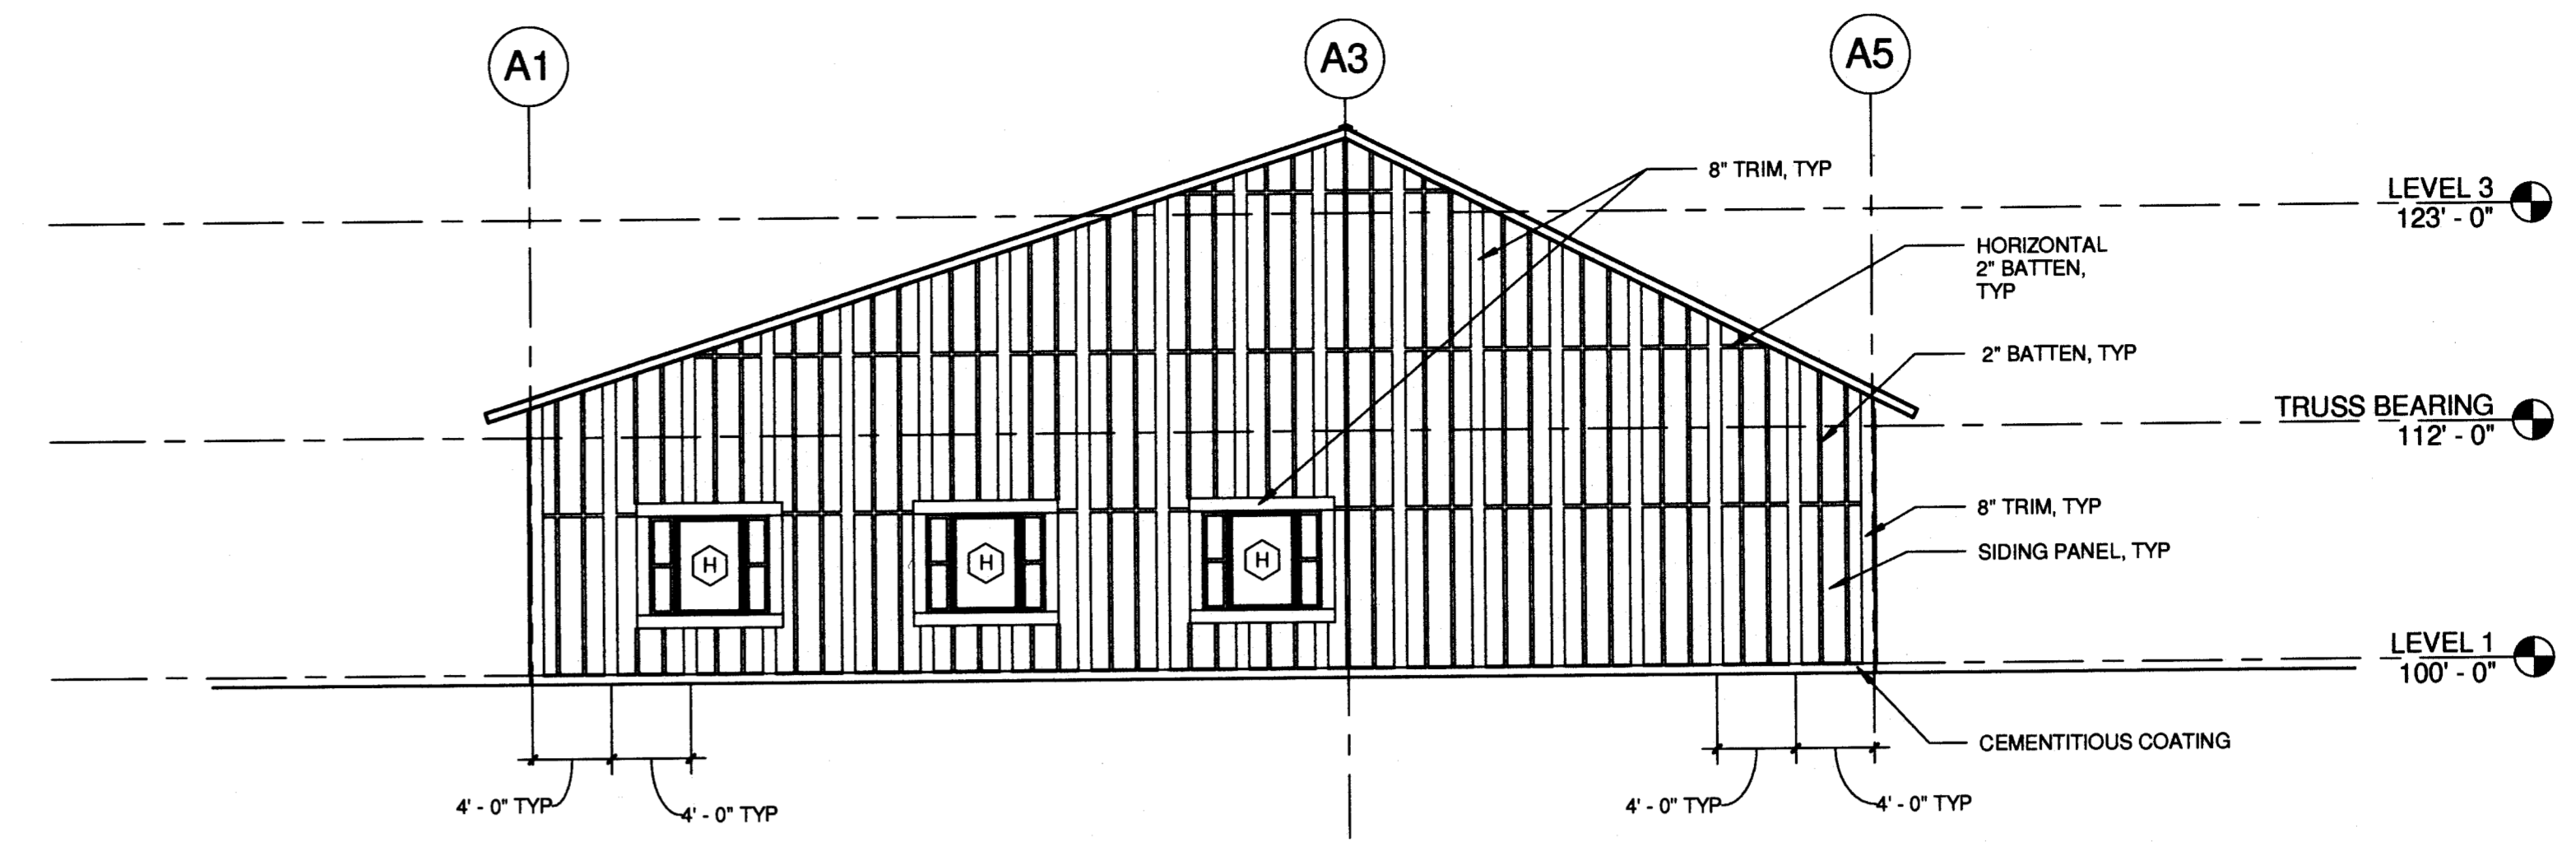 A1
A3
A5
8" TRIM, TYP
LEVEL 3
123' - 0"
HORIZONTAL
2" BATTEN,
TYP
2" BATTEN, TYP
TRUSS BEARING
112' - 0"
8" TRIM, TYP
SIDING PANEL, TYP
H
H
H
LEVEL 1
100' - 0"
CEMENTITIOUS COATING
4' - 0" TYP
4' - 0" TYP
4' - 0" TYP
4' - 0" TYP